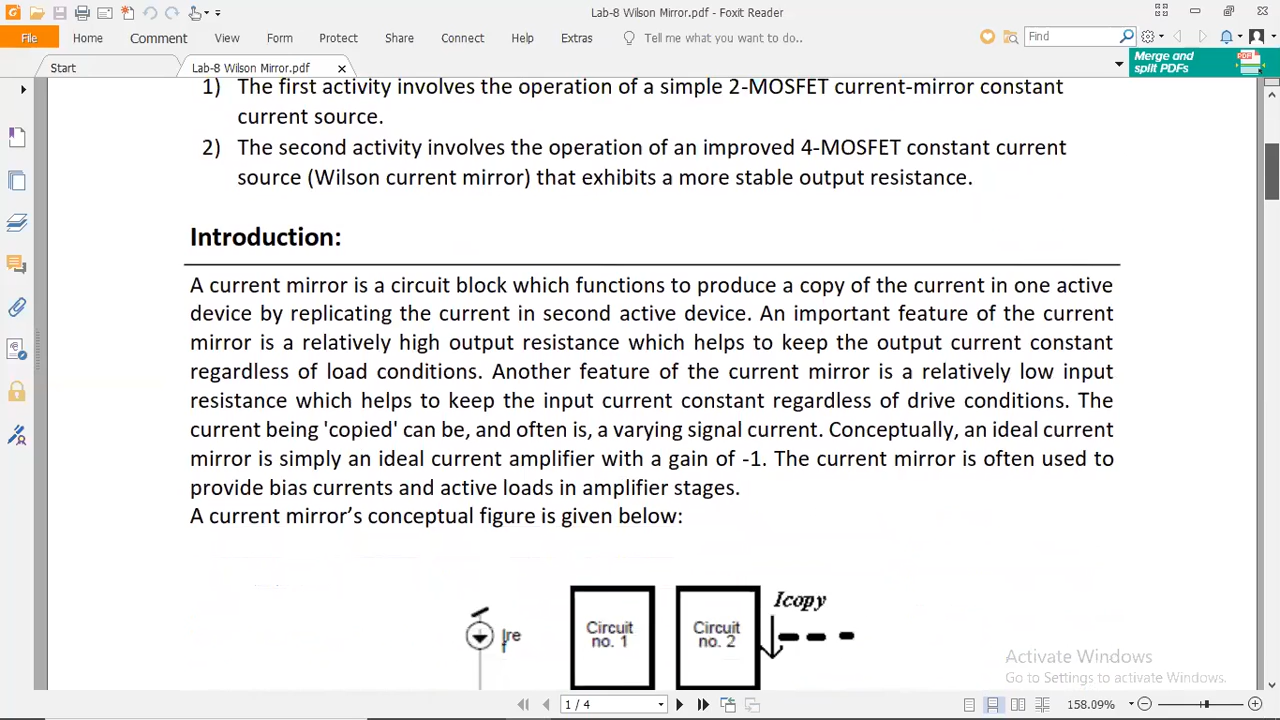 Lab-8 Wilson Mirror.pdf - Foxit Reader
File Home Comment View Form Protect Share Connect Help Extras Tell me what you want to do.. Find
Start Lab-8 Wilson Mirror.pdf Merge and
split PDFs
1) The first activity involves the operation of a simple 2-MOSFET current-mirror constant
current source.
2) The second activity involves the operation of an improved 4-MOSFET constant current
source (Wilson current mirror) that exhibits a more stable output resistance.
Introduction:
A current mirror is a circuit block which functions to produce a copy of the current in one active
device by replicating the current in second active device. An important feature of the current
mirror is a relatively high output resistance which helps to keep the output current constant
regardless of load conditions. Another feature of the current mirror is a relatively low input
resistance which helps to keep the input current constant regardless of drive conditions. The
current being 'copied' can be, and often is, a varying signal current. Conceptually, an ideal current
mirror is simply an ideal current amplifier with a gain of -1. The current mirror is often used to
provide bias currents and active loads in amplifier stages.
A current mirror’s conceptual figure is given below:
Icopy
Circuit
no. 1
Circuit
no. 2
Ire
f
Activate Windows
Go to Settings to activate Windows.
1 / 4 158.09%